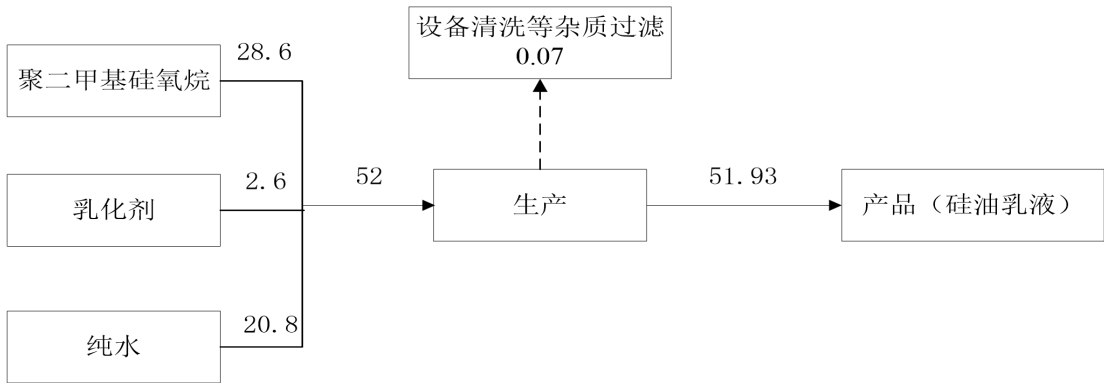 设备清洗等杂质过滤
0.07
28.6
聚二甲基硅氧烷
2.6
乳化剂
52
生产
51.93
产品（硅油乳液）
20.8
纯水